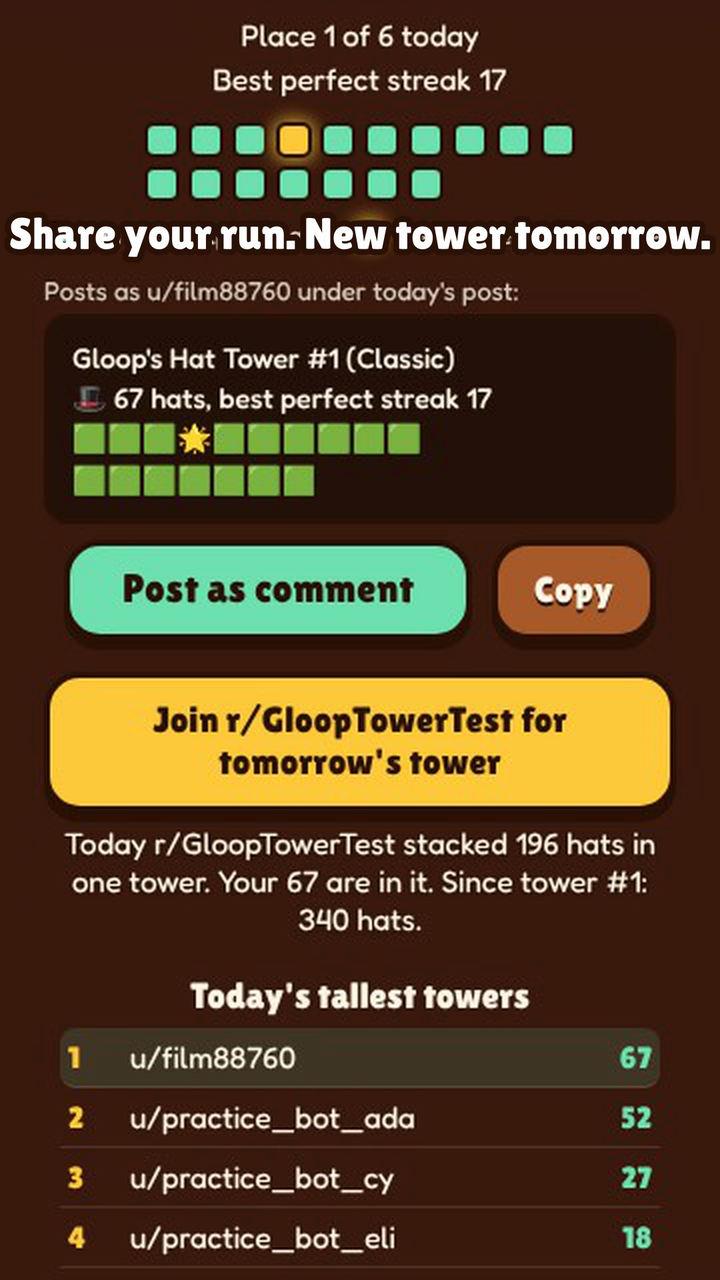 Place 1 of 6 today
Best perfect streak 17
Share your run. New tower tomorrow.
Posts as u/film88760 under today's post:
Gloop's Hat Tower #1 (Classic)
🎩 67 hats, best perfect streak 17
🟩🟩🟩🌟🟩🟩🟩🟩🟩🟩
🟩🟩🟩🟩🟩🟩🟩
Post as comment
Copy
Join r/GloopTowerTest for
tomorrow's tower
Today r/GloopTowerTest stacked 196 hats in
one tower. Your 67 are in it. Since tower #1:
340 hats.
Today's tallest towers
1 u/film88760 67
2 u/practice_bot_ada 52
3 u/practice_bot_cy 27
4 u/practice_bot_eli 18